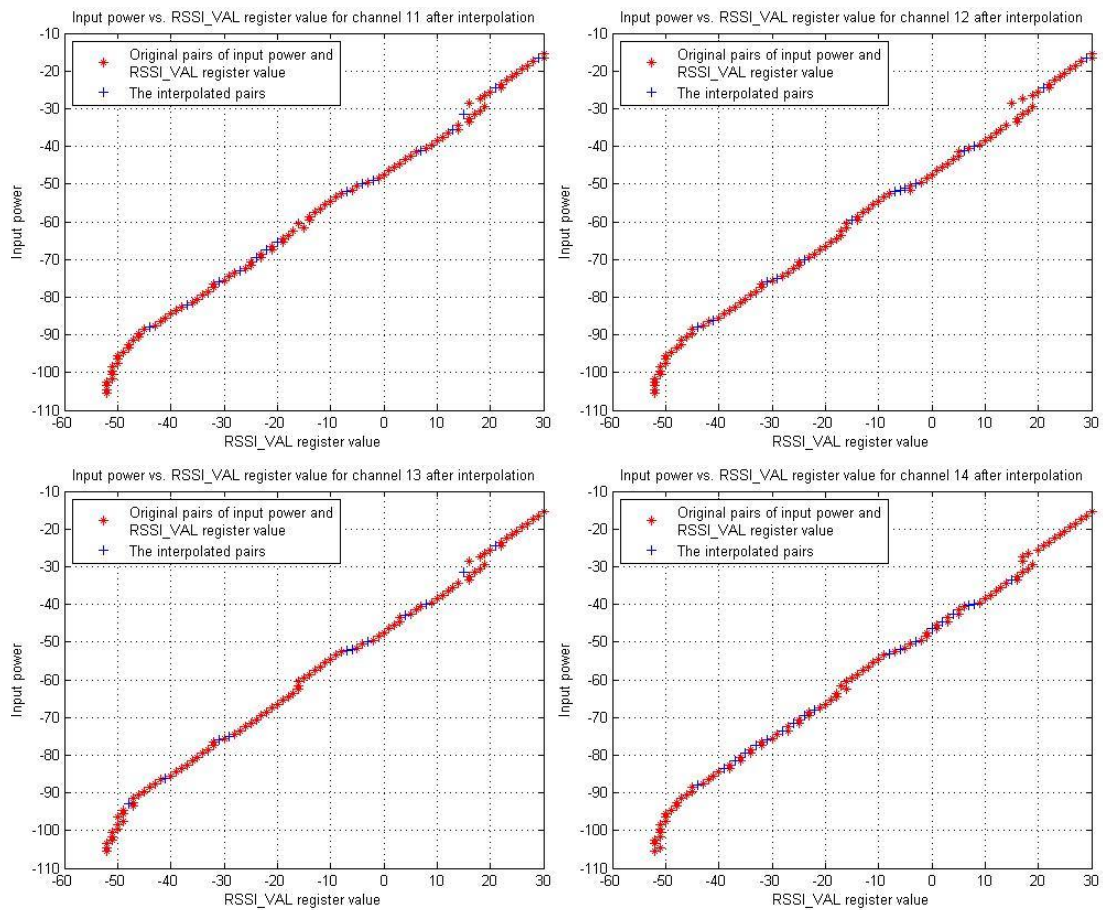 Input power vs. RSSI_VAL register value for channel 11 after interpolation
-10
-20
-30
-40
-50
-60
-70
-80
-90
-100
-110
Input power
Original pairs of input power and
RSSI_VAL register value
The interpolated pairs
-60 -50 -40 -30 -20 -10 0 10 20 30
RSSI_VAL register value
Input power vs. RSSI_VAL register value for channel 12 after interpolation
-10
-20
-30
-40
-50
-60
-70
-80
-90
-100
-110
Input power
Original pairs of input power and
RSSI_VAL register value
The interpolated pairs
-60 -50 -40 -30 -20 -10 0 10 20 30
RSSI_VAL register value
Input power vs. RSSI_VAL register value for channel 13 after interpolation
-10
-20
-30
-40
-50
-60
-70
-80
-90
-100
-110
Input power
Original pairs of input power and
RSSI_VAL register value
The interpolated pairs
-60 -50 -40 -30 -20 -10 0 10 20 30
RSSI_VAL register value
Input power vs. RSSI_VAL register value for channel 14 after interpolation
-10
-20
-30
-40
-50
-60
-70
-80
-90
-100
-110
Input power
Original pairs of input power and
RSSI_VAL register value
The interpolated pairs
-60 -50 -40 -30 -20 -10 0 10 20 30
RSSI_VAL register value